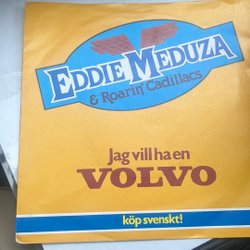 EDDIE MEDUZA
& Roarin' Cadillacs
Jag vill ha en
VOLVO
köp svenskt!